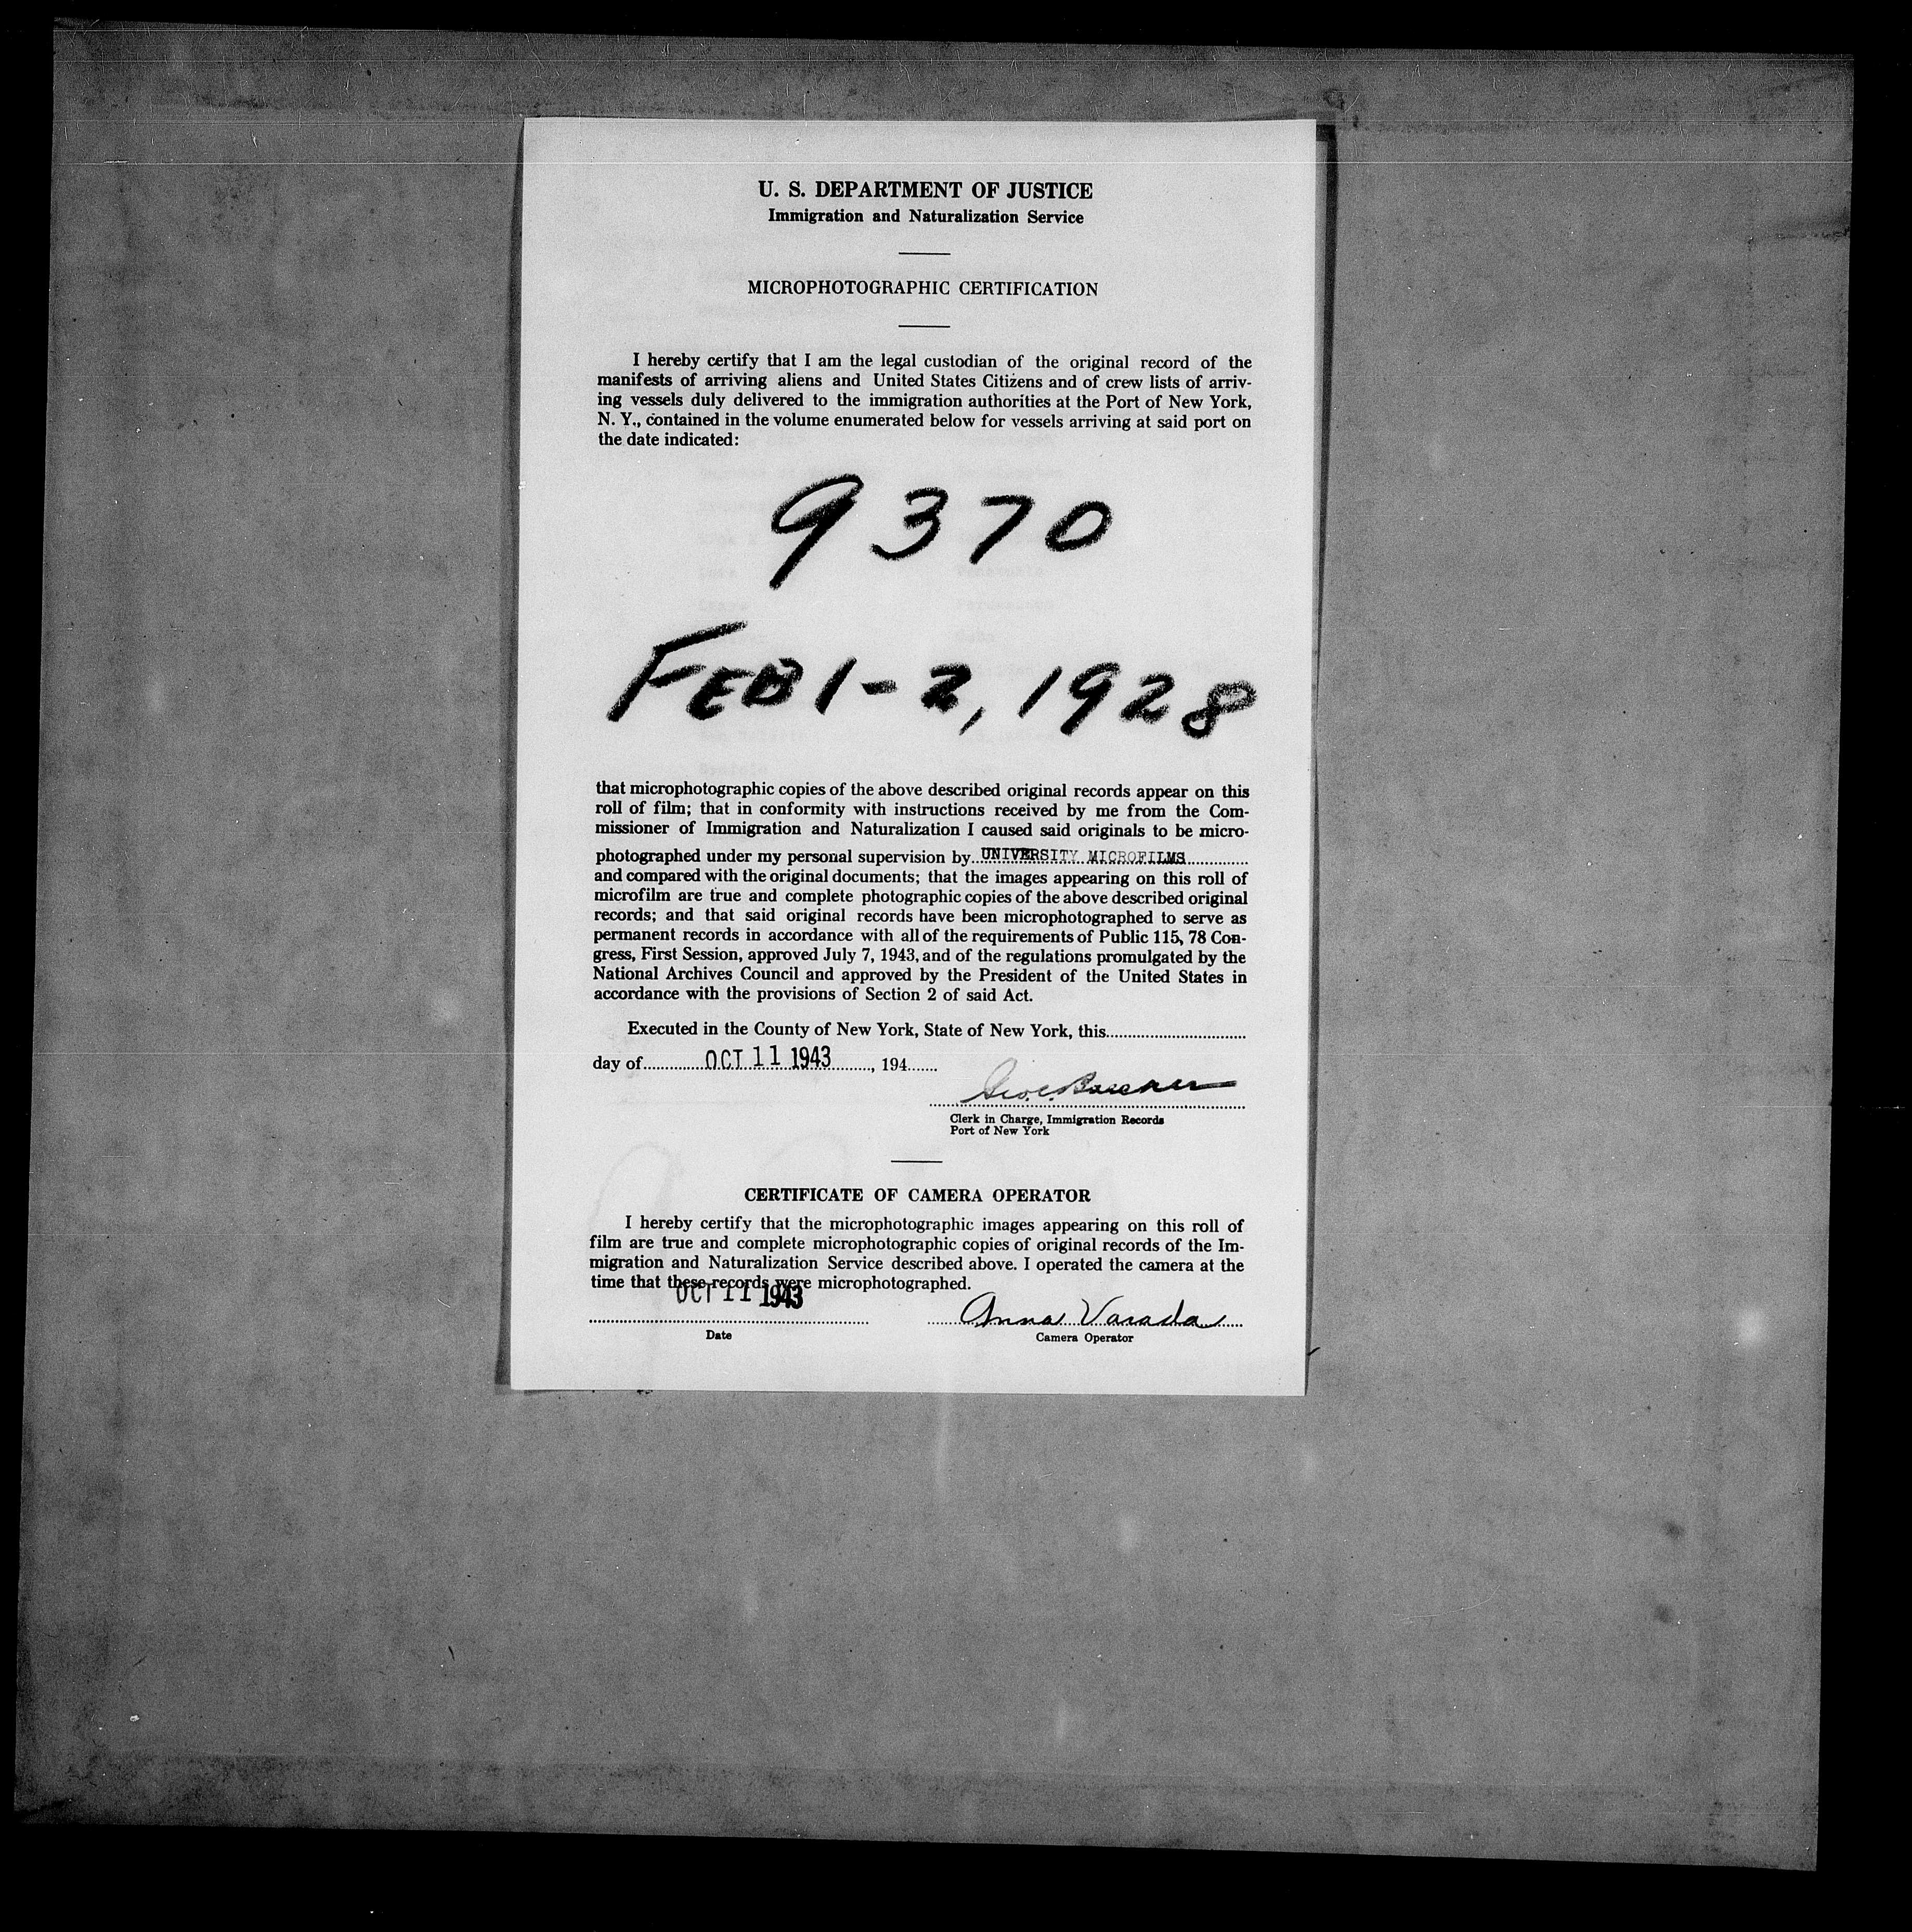 U. S. DEPARTMENT OF JUSTICE
Immigration and Naturalization Service
MICROPHOTOGRAPHIC CERTIFICATION
I hereby certify that I am the legal custodian of the original record of the
manifests of arriving aliens and United States Citizens and of crew lists of arriv-
ing vessels duly delivered to the immigration authorities at the Port of New York,
N. Y., contained in the volume enumerated below for vessels arriving at said port on
the date indicated:
9370
FEB 1-2, 1928
that microphotographic copies of the above described original records appear on this
roll of film; that in conformity with instructions received by me from the Com-
missioner of Immigration and Naturalization I caused said originals to be micro-
photographed under my personal supervision by UNIVERSITY MICROFILMS
and compared with the original documents; that the images appearing on this roll of
microfilm are true and complete photographic copies of the above described original
records; and that said original records have been microphotographed to serve as
permanent records in accordance with all of the requirements of Public 115, 78 Con-
gress, First Session, approved July 7, 1943, and of the regulations promulgated by the
National Archives Council and approved by the President of the United States in
accordance with the provisions of Section 2 of said Act.
Executed in the County of New York, State of New York, this
day of OCT 11 1943, 194
Clerk in Charge, Immigration Records
Port of New York
CERTIFICATE OF CAMERA OPERATOR
I hereby certify that the microphotographic images appearing on this roll of
film are true and complete microphotographic copies of original records of the Im-
migration and Naturalization Service described above. I operated the camera at the
time that these records were microphotographed.
OCT 11 1943 Anna Varada
Date Camera Operator